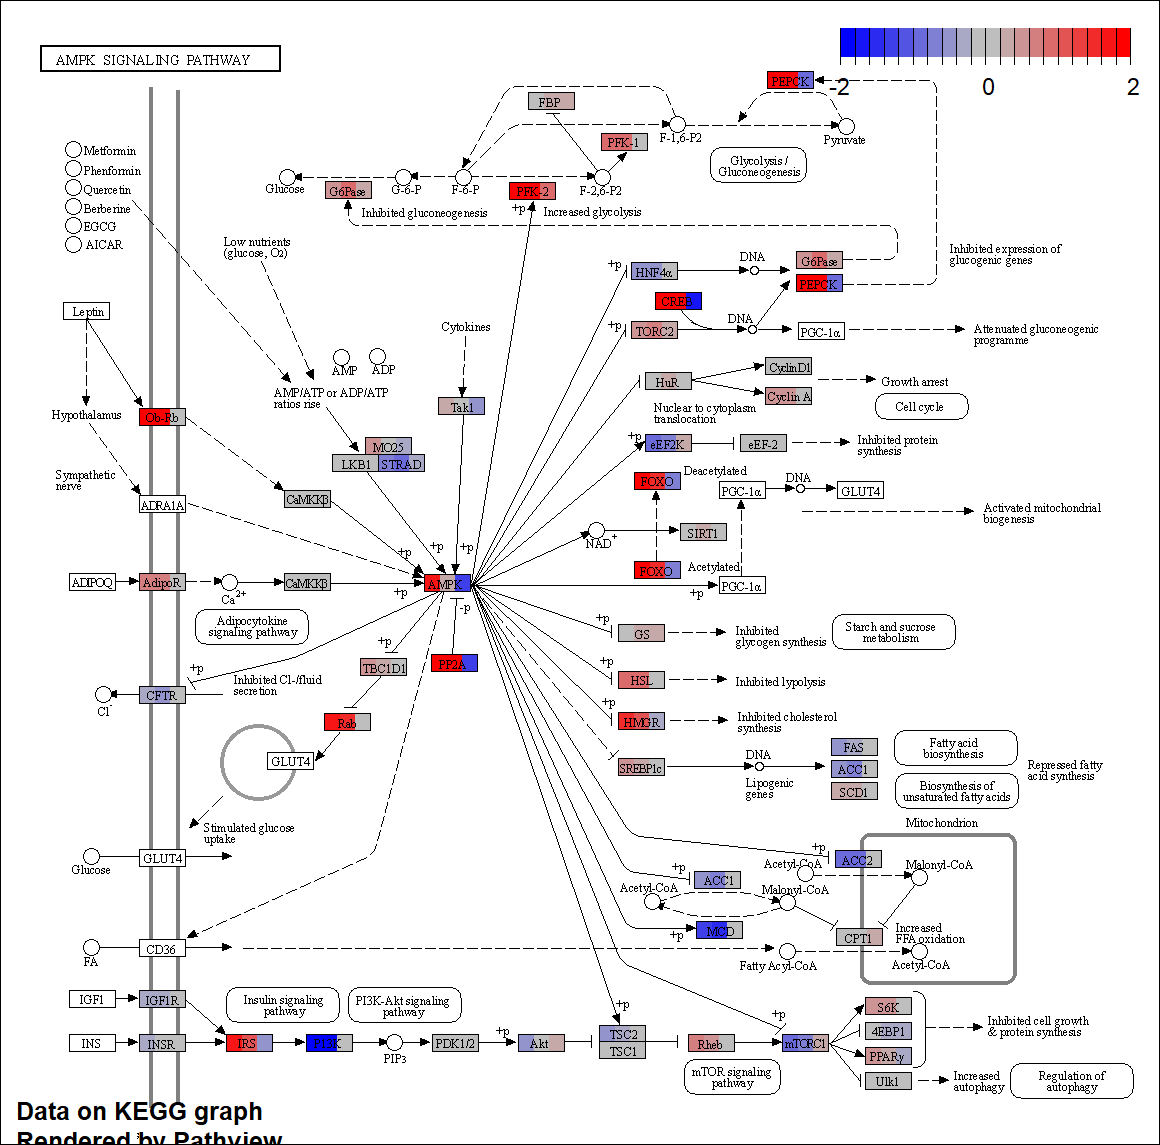 AMPK SIGNALING PATHWAY
-2
0
2
Metformin
Phenformin
Quercetin
Berberine
EGCG
AICAR
FBP
PFK-1
F-1,6-P2
PEPCK
Pyruvate
Glycolysis /
Gluconeogenesis
Glucose
G6Pase
G-6-P
F-6-P
PFK-2
F-2,6-P2
+p
Inhibited gluconeogenesis
Increased glycolysis
Low nutrients
(glucose, O2)
+p
HNF4α
DNA
G6Pase
PEPCK
Inhibited expression of
glucogenic genes
CREB
+p
TORC2
DNA
PGC-1α
Attenuated gluconeogenic
programme
Leptin
Cytokines
AMP
ADP
AMP/ATP or ADP/ATP
ratios rise
Tak1
HuR
CyclinD1
Cyclin A
Growth arrest
Cell cycle
Nuclear to cytoplasm
translocation
Hypothalamus
Ob-Rb
MO25
LKB1
STRAD
+p
eEF2K
eEF-2
Inhibited protein
synthesis
Sympathetic
nerve
ADRA1A
CaMKKβ
FOXO
Deacetylated
PGC-1α
DNA
GLUT4
Activated mitochondrial
biogenesis
NAD+
SIRT1
+p
+p
+p
FOXO
Acetylated
PGC-1α
+p
ADIPOQ
AdipoR
Ca2+
CaMKKβ
+p
AMPK
-p
Adipocytokine
signaling pathway
+p
TBC1D1
PP2A
+p
GS
Inhibited
glycogen synthesis
Starch and sucrose
metabolism
+p
CFTR
Cl-
Inhibited Cl-/fluid
secretion
+p
HSL
Inhibited lypolysis
Rab
+p
HMGR
Inhibited cholesterol
synthesis
GLUT4
SREBP1c
DNA
Lipogenic
genes
FAS
ACC1
SCD1
Fatty acid
biosynthesis
Biosynthesis of
unsaturated fatty acids
Repressed fatty
acid synthesis
Stimulated glucose
uptake
Glucose
GLUT4
Mitochondrion
+p
ACC2
Acetyl-CoA
Malonyl-CoA
+p
ACC1
Acetyl-CoA
Malonyl-CoA
+p
MCD
CPT1
Increased
FFA oxidation
Acetyl-CoA
FA
CD36
Fatty Acyl-CoA
IGF1
IGF1R
Insulin signaling
pathway
PI3K-Akt signaling
pathway
INS
INSR
IRS
PIP3
PDK1/2
+p
Akt
+p
TSC2
TSC1
Rheb
+p
mTORC1
mTOR signaling
pathway
S6K
4EBP1
PPARγ
Ulk1
Inhibited cell growth
& protein synthesis
Increased
autophagy
Regulation of
autophagy
Data on KEGG graph
Rendered by Pathview